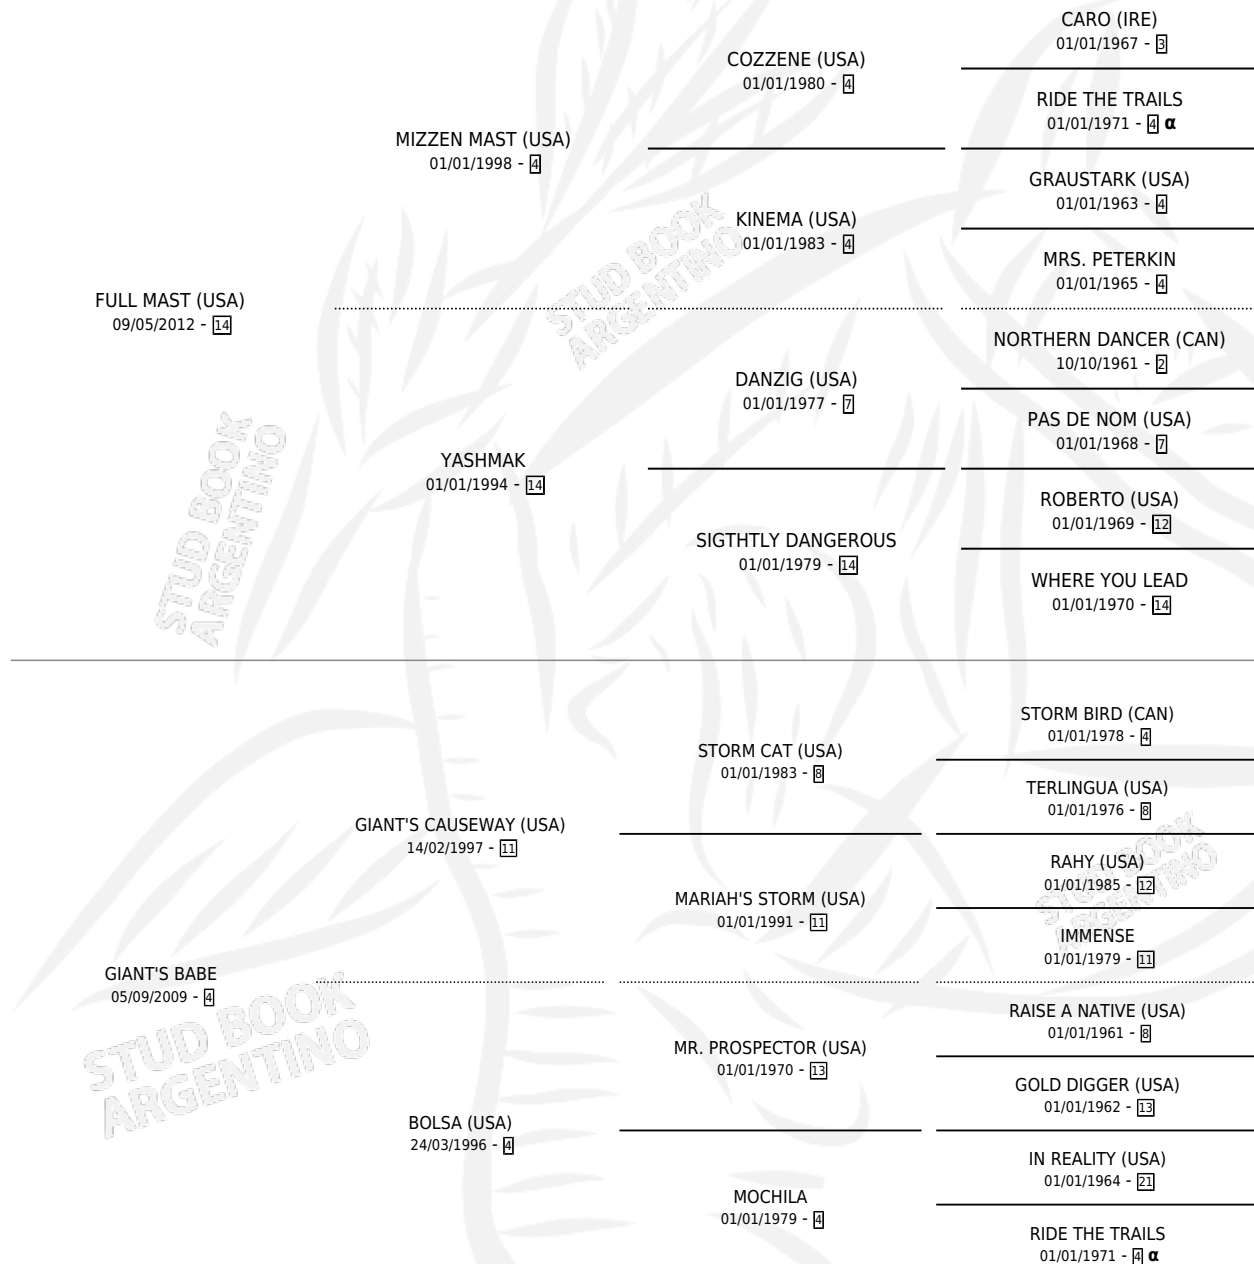 CARO (IRE)
01/01/1967 - 3
COZZENE (USA)
01/01/1980 - 4
RIDE THE TRAILS
01/01/1971 - 4 α
MIZZEN MAST (USA)
01/01/1998 - 4
GRAUSTARK (USA)
01/01/1963 - 4
KINEMA (USA)
01/01/1983 - 4
MRS. PETERKIN
01/01/1965 - 4
FULL MAST (USA)
09/05/2012 - 14
NORTHERN DANCER (CAN)
10/10/1961 - 2
DANZIG (USA)
01/01/1977 - 7
PAS DE NOM (USA)
01/01/1968 - 7
YASHMAK
01/01/1994 - 14
ROBERTO (USA)
01/01/1969 - 12
SIGTHTLY DANGEROUS
01/01/1979 - 14
WHERE YOU LEAD
01/01/1970 - 14
STORM BIRD (CAN)
01/01/1978 - 4
STORM CAT (USA)
01/01/1983 - 8
TERLINGUA (USA)
01/01/1976 - 8
GIANT'S CAUSEWAY (USA)
14/02/1997 - 11
RAHY (USA)
01/01/1985 - 12
MARIAH'S STORM (USA)
01/01/1991 - 11
IMMENSE
01/01/1979 - 11
GIANT'S BABE
05/09/2009 - 4
RAISE A NATIVE (USA)
01/01/1961 - 8
MR. PROSPECTOR (USA)
01/01/1970 - 13
GOLD DIGGER (USA)
01/01/1962 - 13
BOLSA (USA)
24/03/1996 - 4
IN REALITY (USA)
01/01/1964 - 21
MOCHILA
01/01/1979 - 4
RIDE THE TRAILS
01/01/1971 - 4 α
STUD BOOK
ARGENTINO
STUD BOOK
ARGENTINO
STUD BOOK
ARGENTINO
STUD BOOK
ARGENTINO